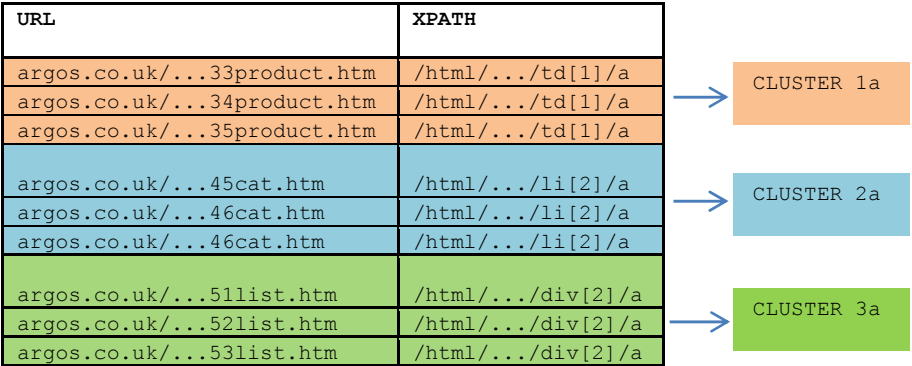 URL XPATH
argos.co.uk/...33product.htm /html/.../td[1]/a
argos.co.uk/...34product.htm /html/.../td[1]/a
argos.co.uk/...35product.htm /html/.../td[1]/a
CLUSTER 1a
argos.co.uk/...45cat.htm /html/.../li[2]/a
argos.co.uk/...46cat.htm /html/.../li[2]/a
argos.co.uk/...46cat.htm /html/.../li[2]/a
CLUSTER 2a
argos.co.uk/...51list.htm /html/.../div[2]/a
argos.co.uk/...52list.htm /html/.../div[2]/a
argos.co.uk/...53list.htm /html/.../div[2]/a
CLUSTER 3a